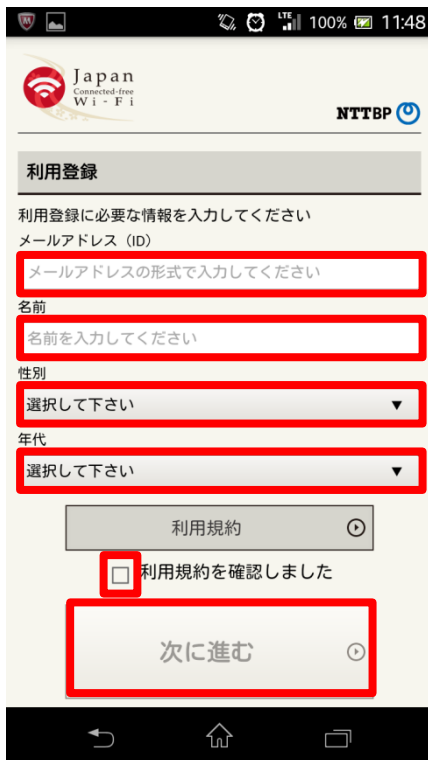 LTE 100% 11:48
Japan
Connected-free
Wi-Fi
NTTBP
利用登録
利用登録に必要な情報を入力してください
メールアドレス（ID）
メールアドレスの形式で入力してください
名前
名前を入力してください
性別
選択して下さい ▼
年代
選択して下さい ▼
利用規約
利用規約を確認しました
次に進む